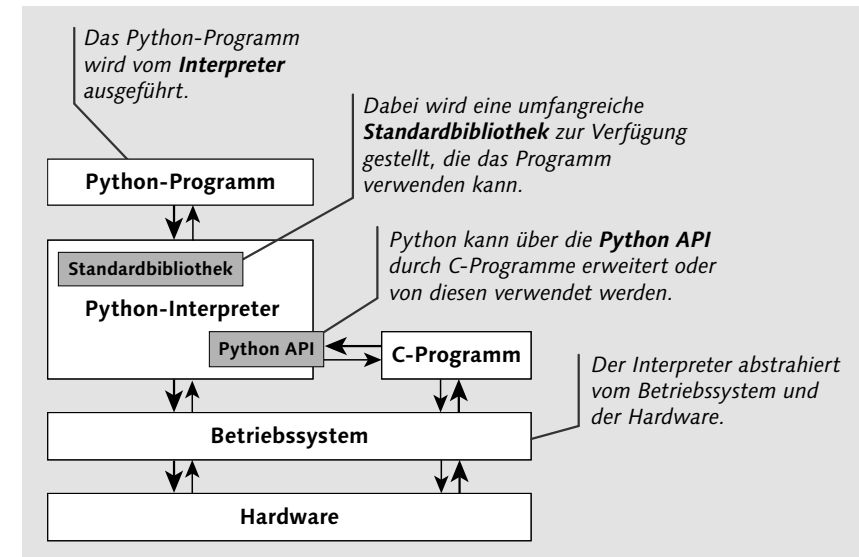 Das Python-Programm
wird vom Interpreter
ausgeführt.
Dabei wird eine umfangreiche
Standardbibliothek zur Verfügung
gestellt, die das Programm
verwenden kann.
Python-Programm
Python kann über die Python API
durch C-Programme erweitert oder
von diesen verwendet werden.
Standardbibliothek
Python-Interpreter
Python API
C-Programm
Der Interpreter abstrahiert
vom Betriebssystem und
der Hardware.
Betriebssystem
Hardware